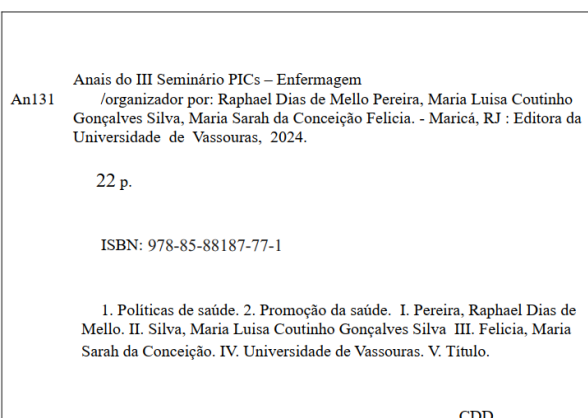 Anais do III Seminário PICs – Enfermagem
An131 /organizador por: Raphael Dias de Mello Pereira, Maria Luisa Coutinho
Gonçalves Silva, Maria Sarah da Conceição Felicia. - Maricá, RJ : Editora da
Universidade de Vassouras, 2024.
22 p.
ISBN: 978-85-88187-77-1
1. Políticas de saúde. 2. Promoção da saúde. I. Pereira, Raphael Dias de
Mello. II. Silva, Maria Luisa Coutinho Gonçalves Silva III. Felicia, Maria
Sarah da Conceição. IV. Universidade de Vassouras. V. Título.
CDD